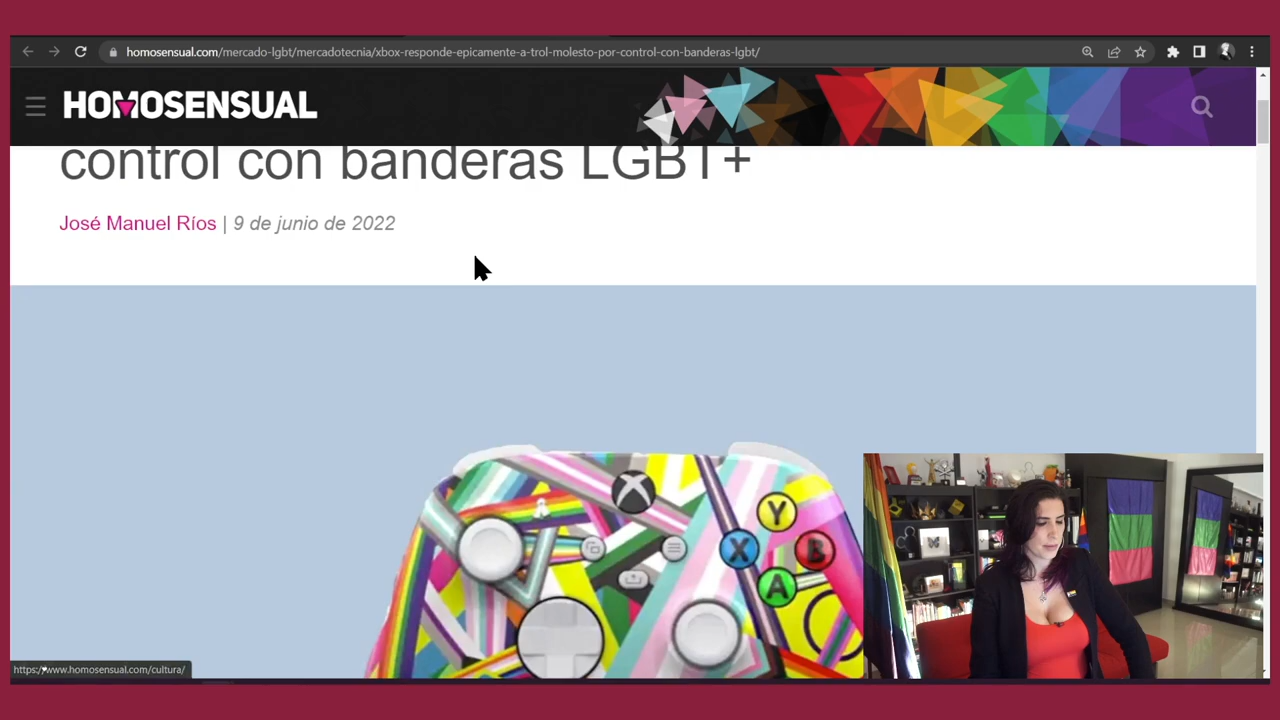 homosensual.com/mercado-lgbt/mercadotecnia/xbox-responde-epicamente-a-trol-molesto-por-control-con-banderas-lgbt/
HOMOSENSUAL
control con banderas LGBT+
José Manuel Ríos | 9 de junio de 2022
Y
X
B
A
https://www.homosensual.com/cultura/